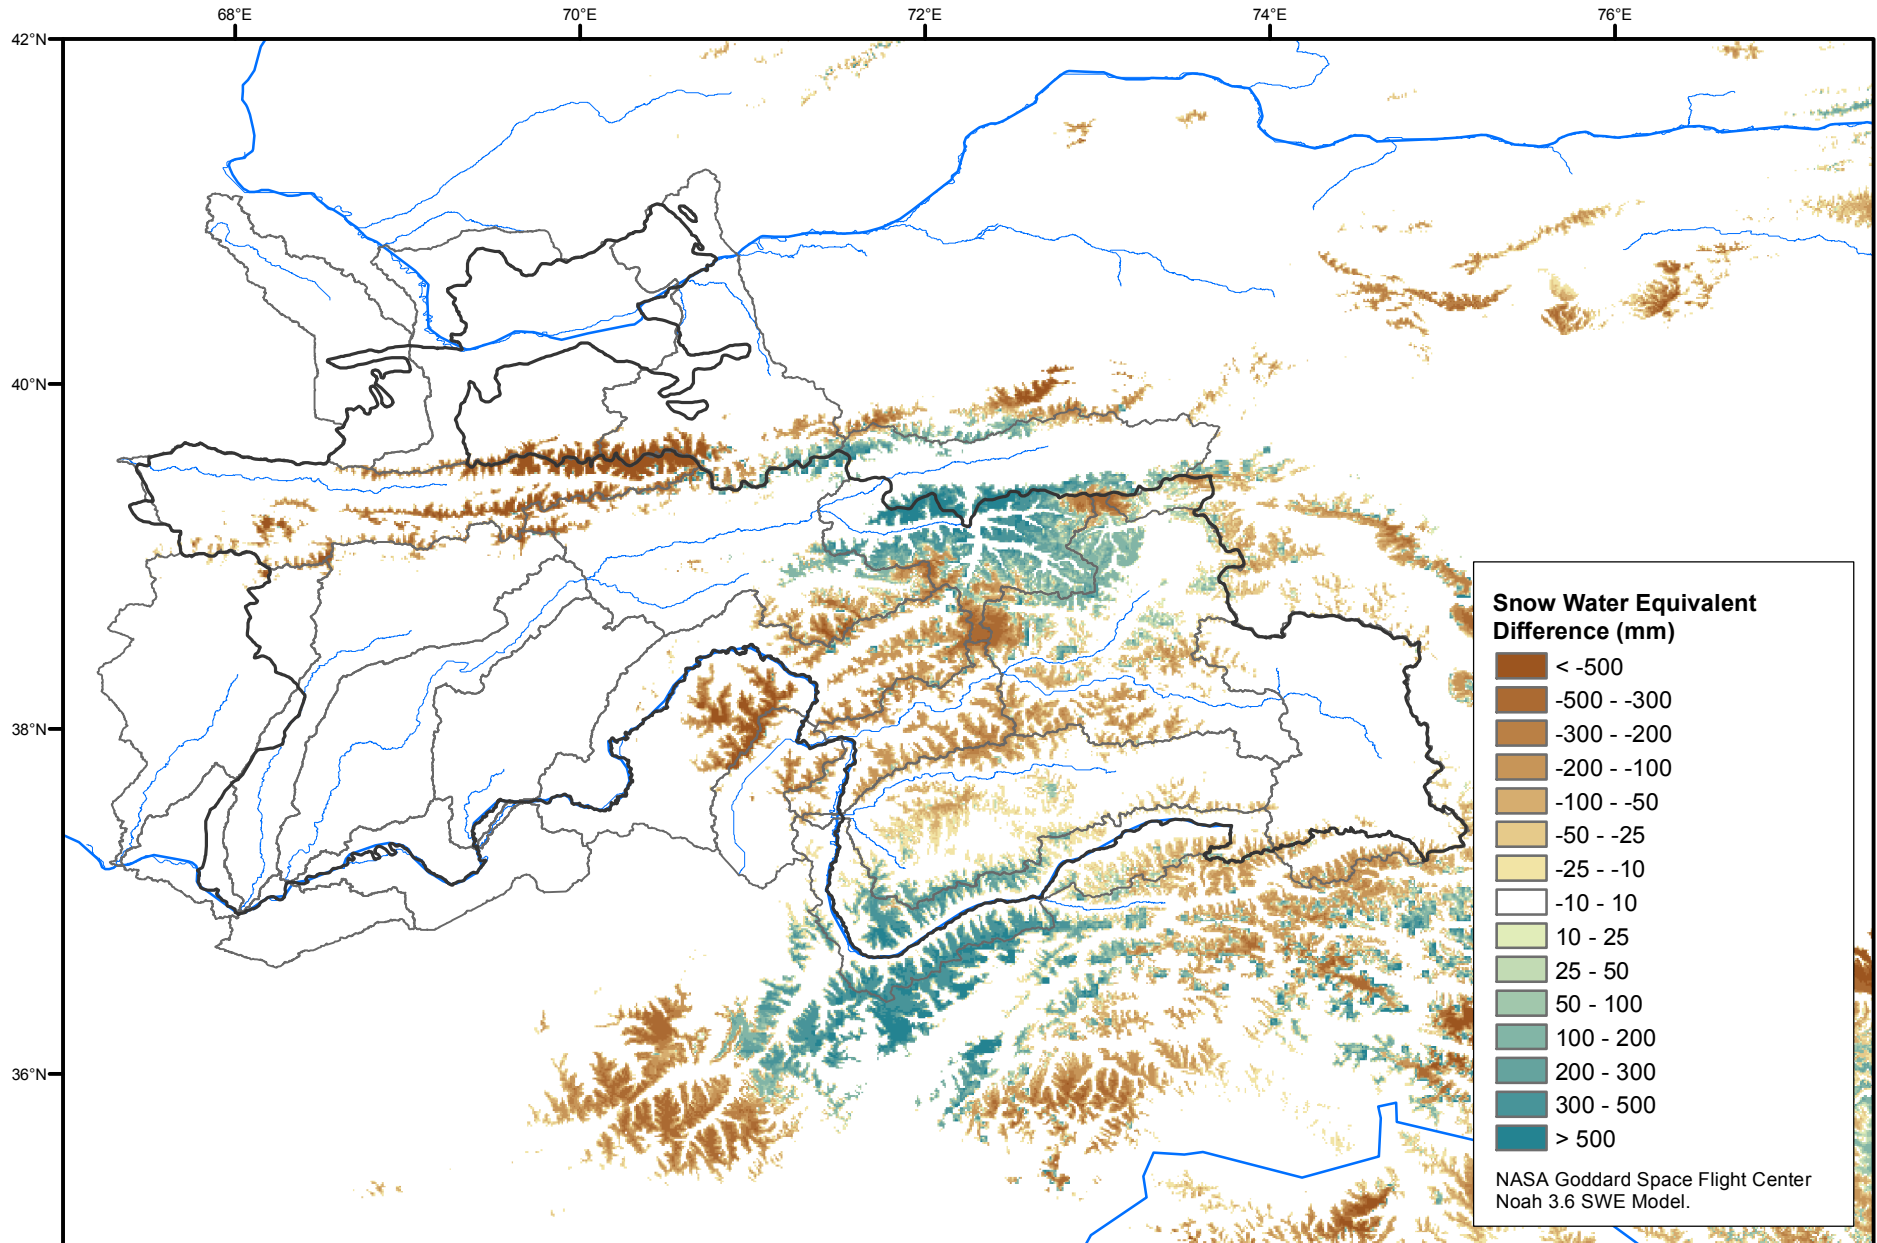 68°E
70°E
72°E
74°E
76°E
42°N
40°N
38°N
36°N
Snow Water Equivalent
Difference (mm)
< -500
-500 - -300
-300 - -200
-200 - -100
-100 - -50
-50 - -25
-25 - -10
-10 - 10
10 - 25
25 - 50
50 - 100
100 - 200
200 - 300
300 - 500
> 500
NASA Goddard Space Flight Center
Noah 3.6 SWE Model.